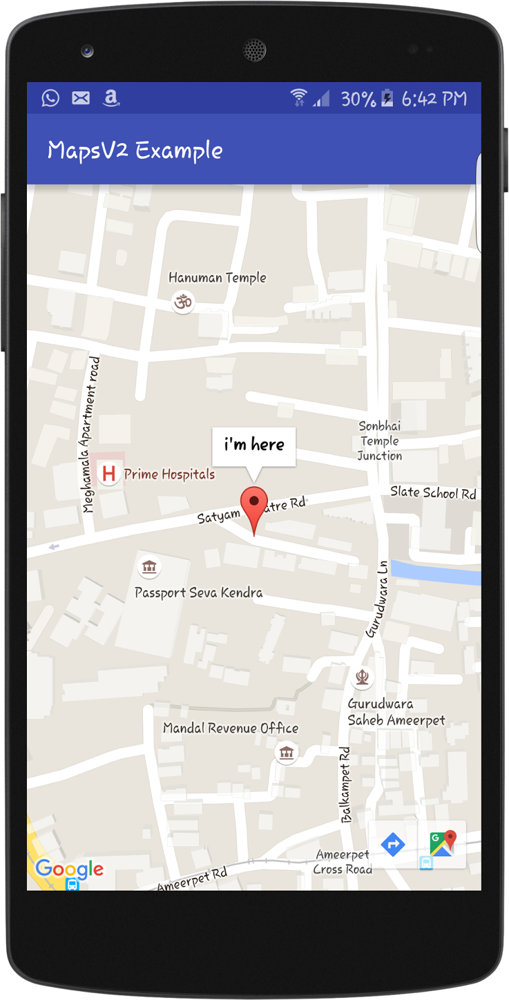 30% 6:42 PM
MapsV2 Example
Hanuman Temple
Meghamala Apartment road
Sonbhai
Temple
Junction
i'm here
H Prime Hospitals
Slate School Rd
Satyam atre Rd
Gurudwara Ln
Passport Seva Kendra
Gurudwara
Saheb Ameerpet
Mandal Revenue Office
Balkampet Rd
Ameerpet
Cross Road
Google
Ameerpet Rd